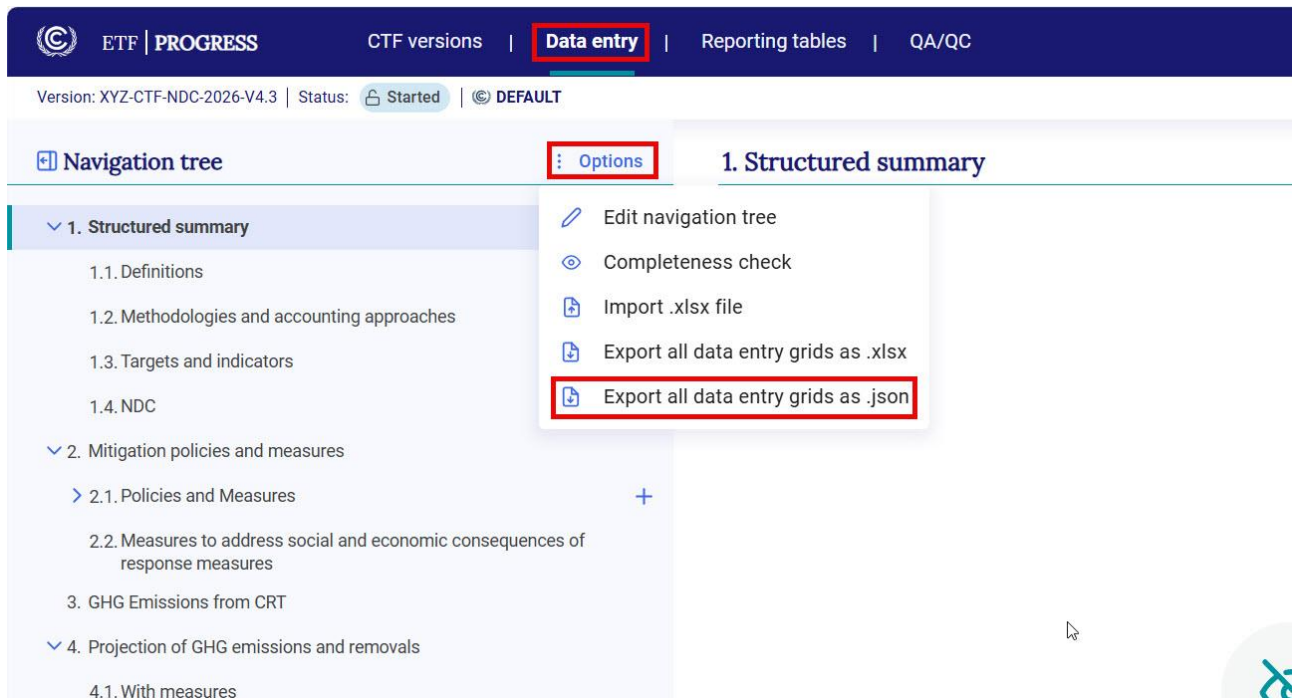 ETF | PROGRESS CTF versions | Data entry | Reporting tables | QA/QC
Version: XYZ-CTF-NDC-2026-V4.3 | Status: Started | DEFAULT
Navigation tree
Options
1. Structured summary
Edit navigation tree
Completeness check
Import .xlsx file
Export all data entry grids as .xlsx
Export all data entry grids as .json
1. Structured summary
1.1. Definitions
1.2. Methodologies and accounting approaches
1.3. Targets and indicators
1.4. NDC
2. Mitigation policies and measures
2.1. Policies and Measures
2.2. Measures to address social and economic consequences of
response measures
3. GHG Emissions from CRT
4. Projection of GHG emissions and removals
4.1. With measures